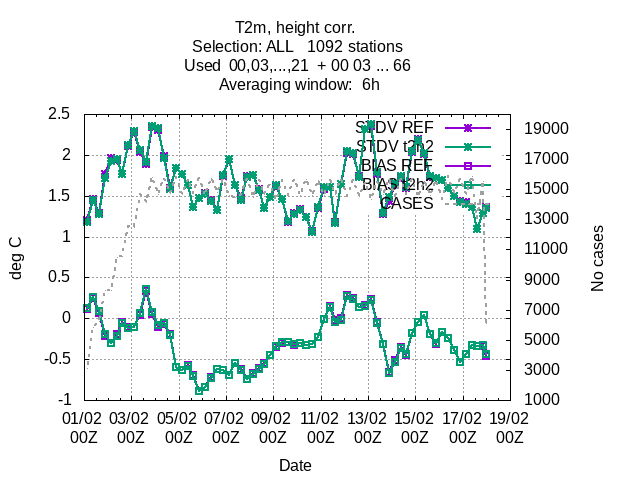 T2m, height corr.
Selection: ALL   1092 stations
Used  00,03,...,21  + 00 03 ... 66
Averaging window:  6h
2.5
2
1.5
1
0.5
0
-0.5
-1
deg C
STDV REF
STDV t2h2
BIAS REF
BIAS t2h2
CASES
19000
17000
15000
13000
11000
9000
7000
5000
3000
1000
No cases
01/02 03/02 05/02 07/02 09/02 11/02 13/02 15/02 17/02 19/02
00Z 00Z 00Z 00Z 00Z 00Z 00Z 00Z 00Z 00Z
Date